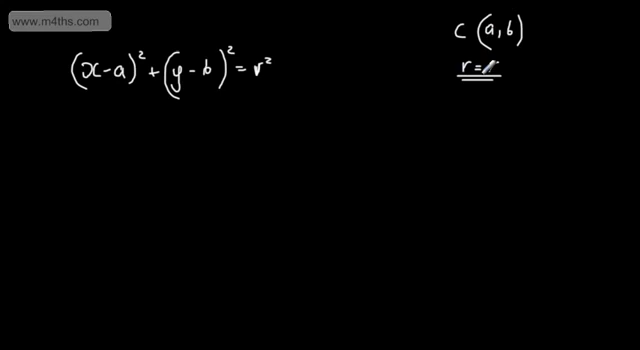 www.m4ths.com
(x-a)² + (y-b)² = r²
C (a,b)
r=